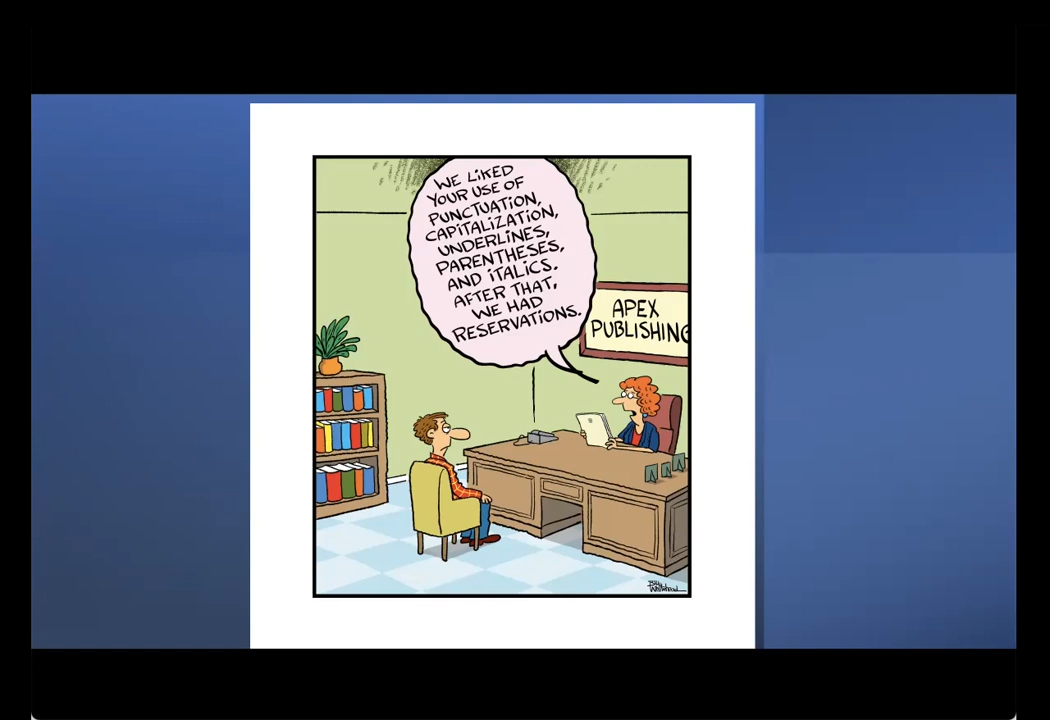 WE LIKED
YOUR USE OF
PUNCTUATION,
CAPITALIZATION,
UNDERLINES,
PARENTHESES,
AND ITALICS.
AFTER THAT,
WE HAD
RESERVATIONS.
APEX
PUBLISHING